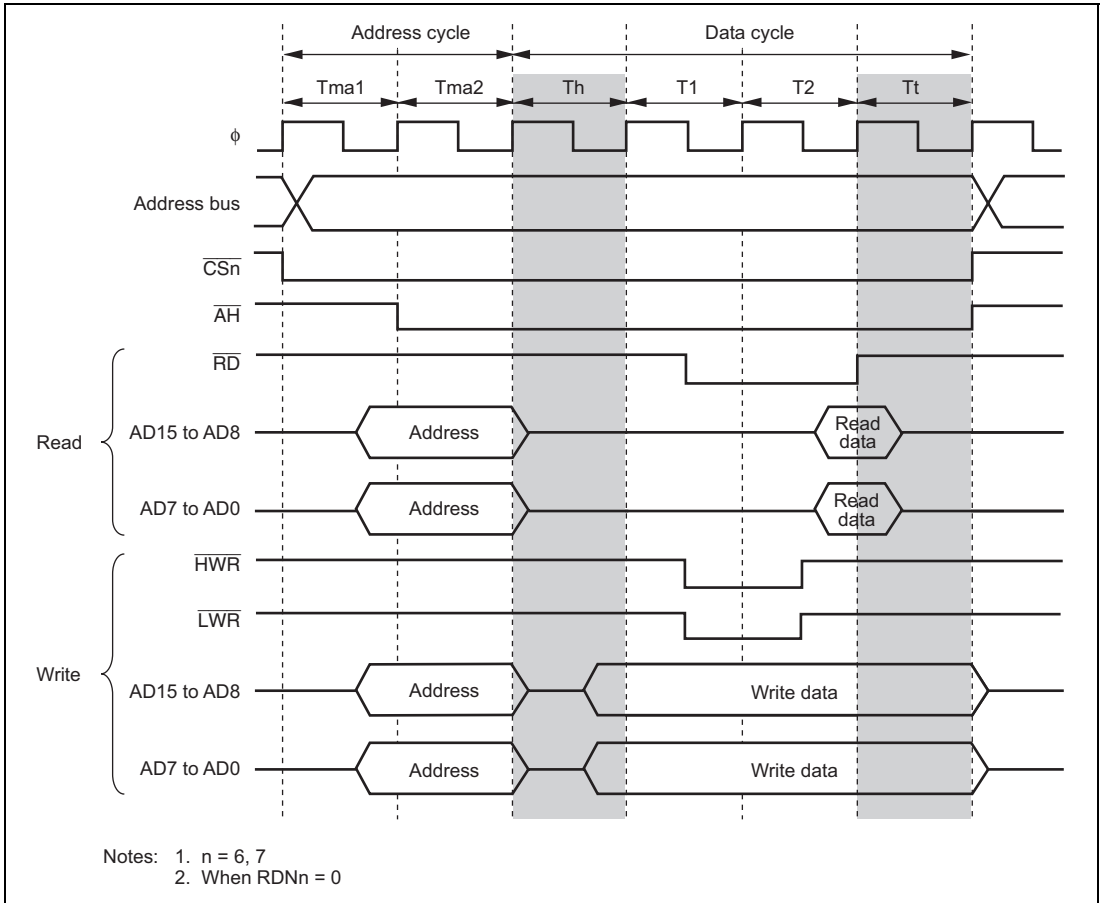 Address cycle Data cycle
Tma1 Tma2 Th T1 T2 Tt
ϕ
Address bus
CSn
AH
RD
Read
AD15 to AD8 Address Read data
AD7 to AD0 Address Read data
HWR
LWR
Write
AD15 to AD8 Address Write data
AD7 to AD0 Address Write data
Notes: 1. n = 6, 7
2. When RDNn = 0